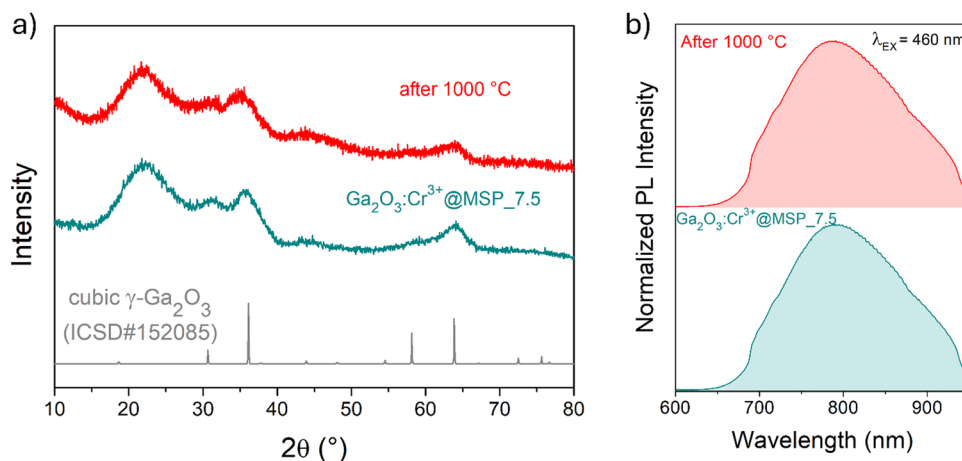 a)
after 1000 °C
Ga₂O₃:Cr³⁺@MSP_7.5
cubic γ-Ga₂O₃
(ICSD#152085)
Intensity
10 20 30 40 50 60 70 80
2θ (°)
b)
After 1000 °C
λEX = 460 nm
Ga₂O₃:Cr³⁺@MSP_7.5
Normalized PL Intensity
600 700 800 900
Wavelength (nm)